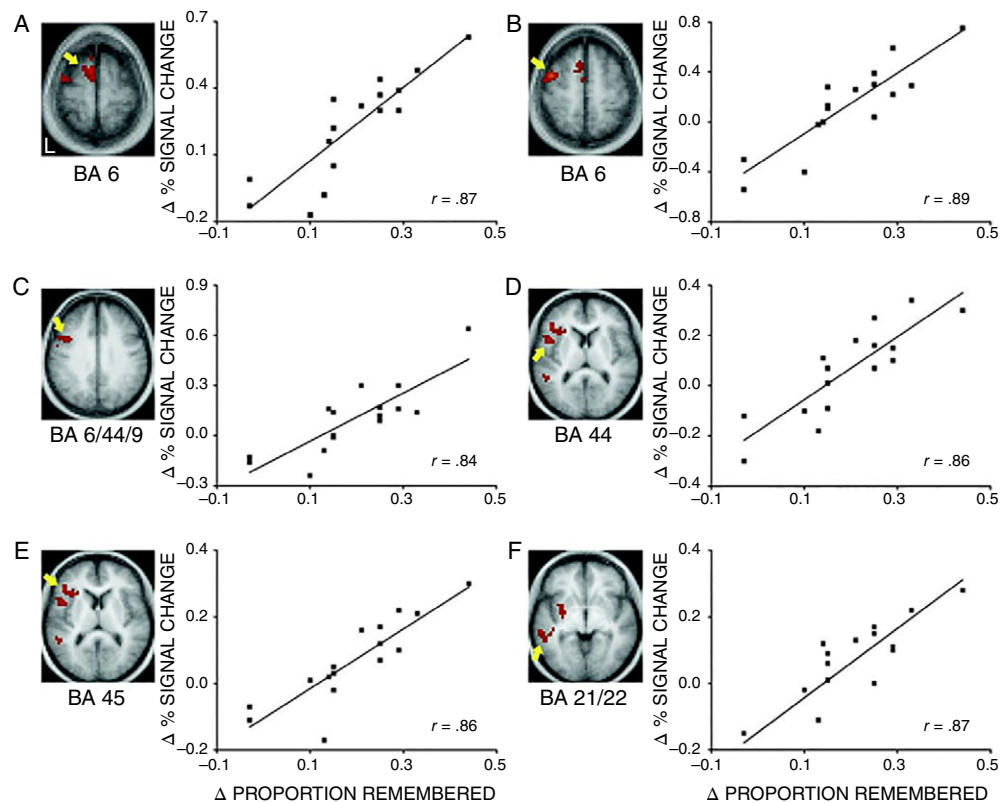 A
Δ % SIGNAL CHANGE
0.7
0.4
0.1
−0.2
−0.1
0.1
0.3
0.5
L
BA 6
r = .87
B
Δ % SIGNAL CHANGE
0.8
0.4
0.0
−0.4
−0.8
−0.1
0.1
0.3
0.5
BA 6
r = .89
C
Δ % SIGNAL CHANGE
0.9
0.6
0.3
0.0
−0.3
−0.1
0.1
0.3
0.5
BA 6/44/9
r = .84
D
Δ % SIGNAL CHANGE
0.4
0.2
0.0
−0.2
−0.4
−0.1
0.1
0.3
0.5
BA 44
r = .86
E
Δ % SIGNAL CHANGE
0.4
0.2
0.0
−0.2
−0.1
0.1
0.3
0.5
BA 45
r = .86
Δ PROPORTION REMEMBERED
F
Δ % SIGNAL CHANGE
0.4
0.2
0.0
−0.2
−0.1
0.1
0.3
0.5
BA 21/22
r = .87
Δ PROPORTION REMEMBERED